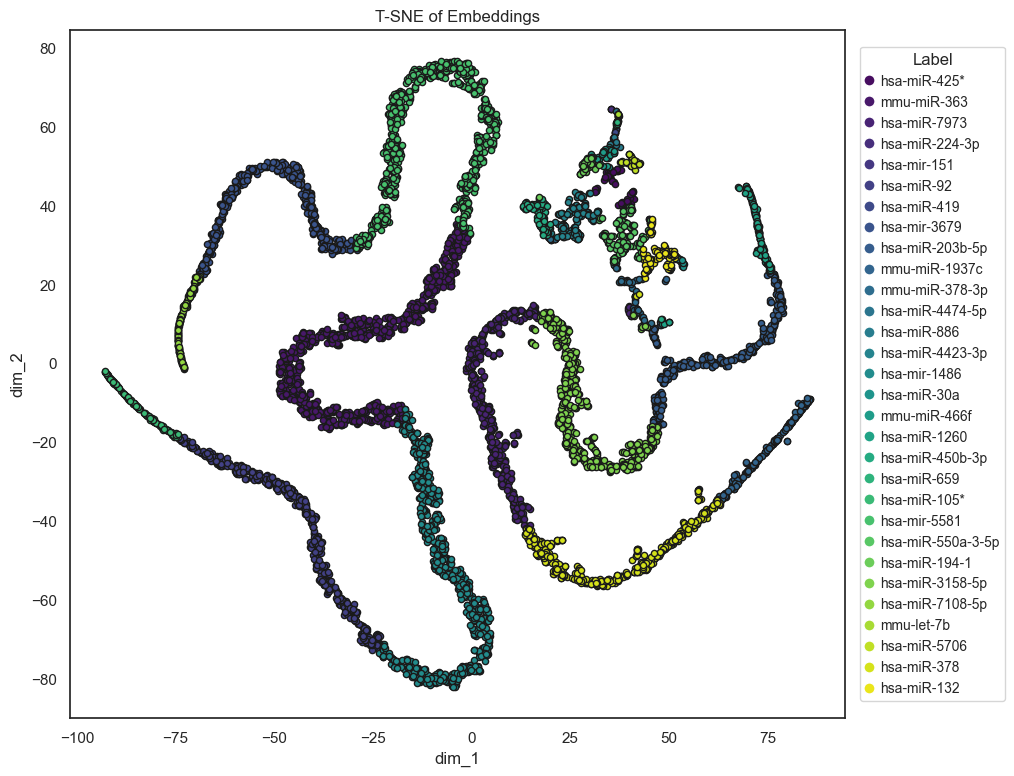 T-SNE of Embeddings
80
60
40
20
0
−20
−40
−60
−80
dim_2
−100
−75
−50
−25
0
25
50
75
dim_1
Label
hsa-miR-425*
mmu-miR-363
hsa-miR-7973
hsa-miR-224-3p
hsa-mir-151
hsa-miR-92
hsa-miR-419
hsa-mir-3679
hsa-miR-203b-5p
mmu-miR-1937c
mmu-miR-378-3p
hsa-miR-4474-5p
hsa-miR-886
hsa-miR-4423-3p
hsa-mir-1486
hsa-miR-30a
mmu-miR-466f
hsa-miR-1260
hsa-miR-450b-3p
hsa-miR-659
hsa-miR-105*
hsa-mir-5581
hsa-miR-550a-3-5p
hsa-miR-194-1
hsa-miR-3158-5p
hsa-miR-7108-5p
mmu-let-7b
hsa-miR-5706
hsa-miR-378
hsa-miR-132